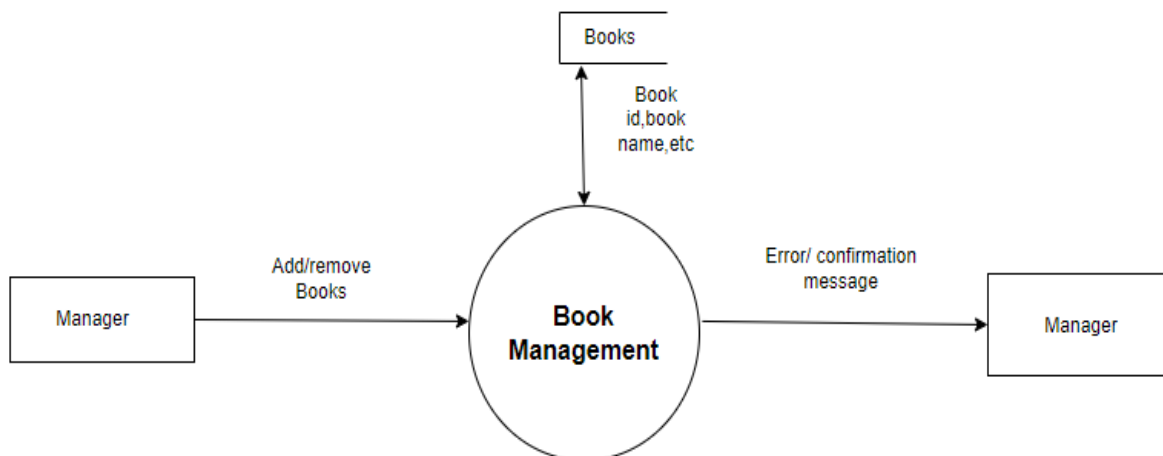 Books
Book
id,book
name,etc
Add/remove
Books
Error/ confirmation
message
Manager
Book
Management
Manager